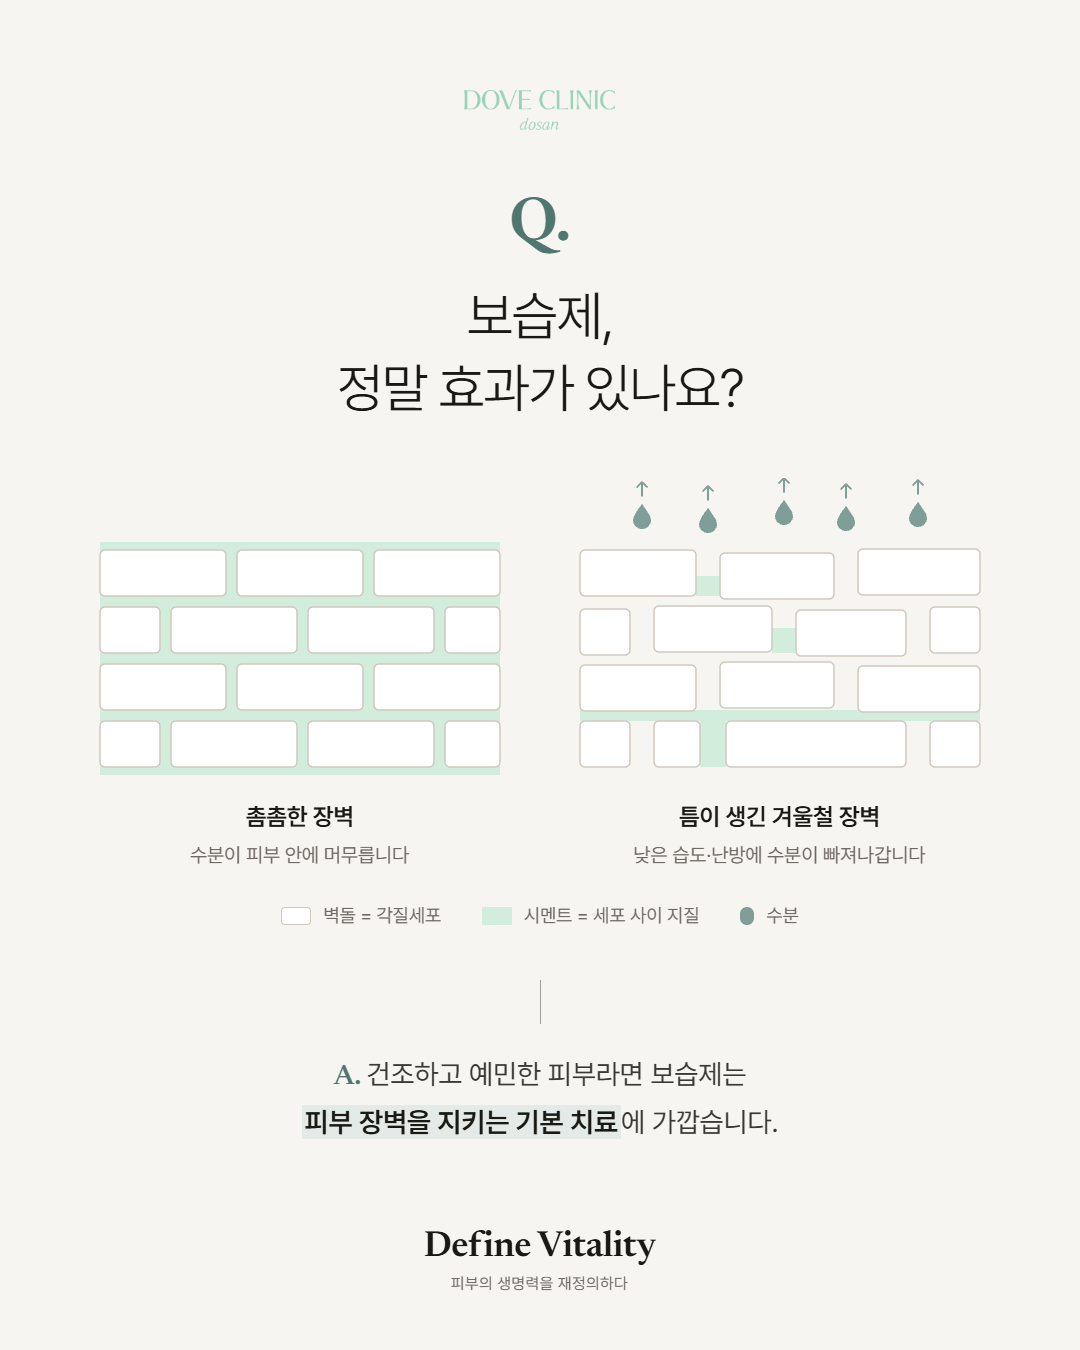 DOVE CLINIC
dosan
Q.
보습제,
정말 효과가 있나요?
촘촘한 장벽
수분이 피부 안에 머무릅니다
틈이 생긴 겨울철 장벽
낮은 습도·난방에 수분이 빠져나갑니다
벽돌 = 각질세포
시멘트 = 세포 사이 지질
수분
A. 건조하고 예민한 피부라면 보습제는
피부 장벽을 지키는 기본 치료에 가깝습니다.
Define Vitality
피부의 생명력을 재정의하다